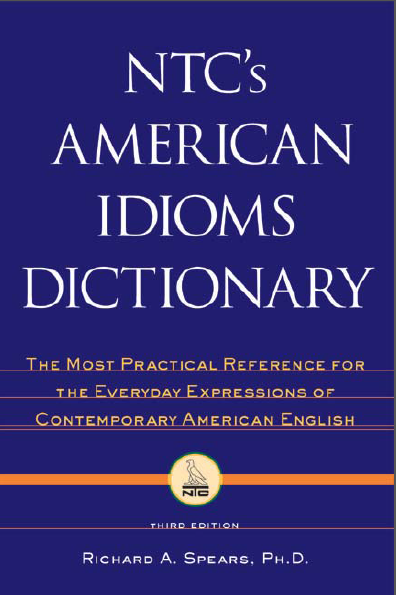 NTC's
AMERICAN
IDIOMS
DICTIONARY
THE MOST PRACTICAL REFERENCE FOR
THE EVERYDAY EXPRESSIONS OF
CONTEMPORARY AMERICAN ENGLISH
NTC
THIRD EDITION
RICHARD A. SPEARS, PH.D.